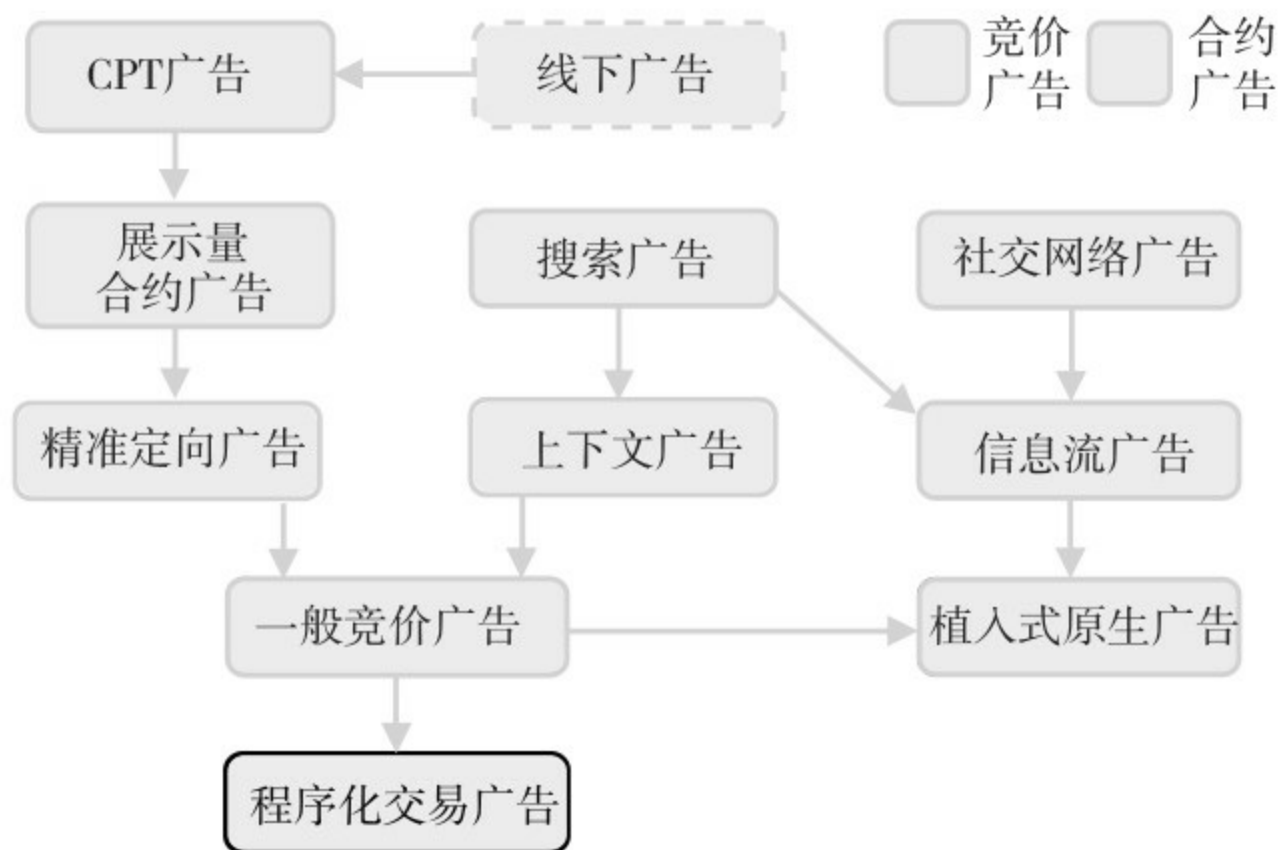 CPT广告
线下广告
竞价
广告
合约
广告
展示量
合约广告
搜索广告
社交网络广告
精准定向广告
上下文广告
信息流广告
一般竞价广告
植入式原生广告
程序化交易广告